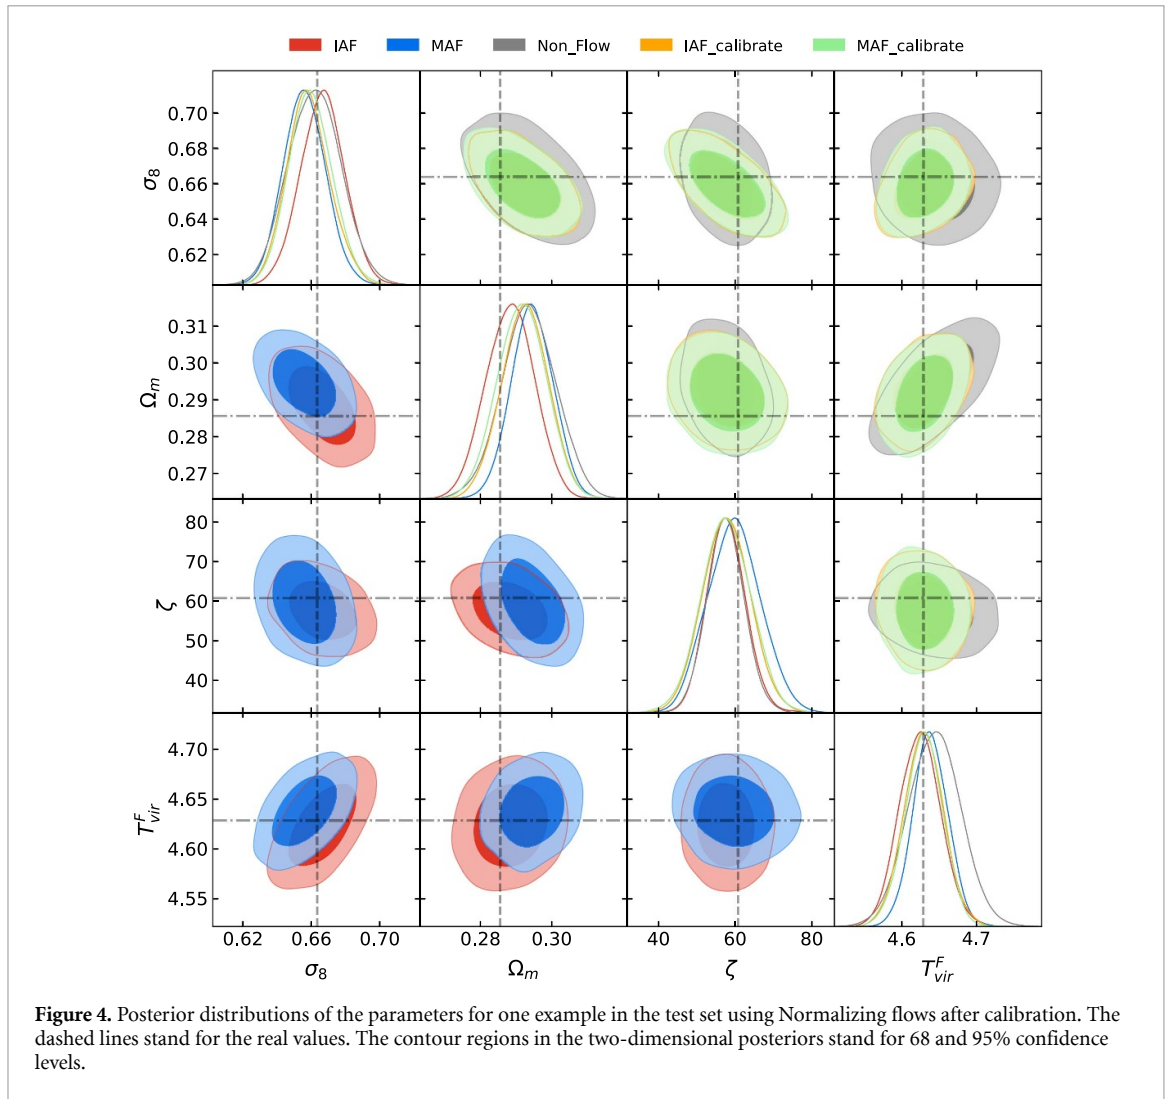 IAF MAF Non_Flow IAF_calibrate MAF_calibrate
σ8
0.70
0.68
0.66
0.64
0.62
Ωm
0.31
0.30
0.29
0.28
0.27
ζ
80
70
60
50
40
T^F_vir
4.70
4.65
4.60
4.55
0.62 0.66 0.70 0.28 0.30 40 60 80 4.6 4.7
σ8 Ωm ζ T^F_vir
Figure 4. Posterior distributions of the parameters for one example in the test set using Normalizing flows after calibration. The
dashed lines stand for the real values. The contour regions in the two-dimensional posteriors stand for 68 and 95% confidence
levels.